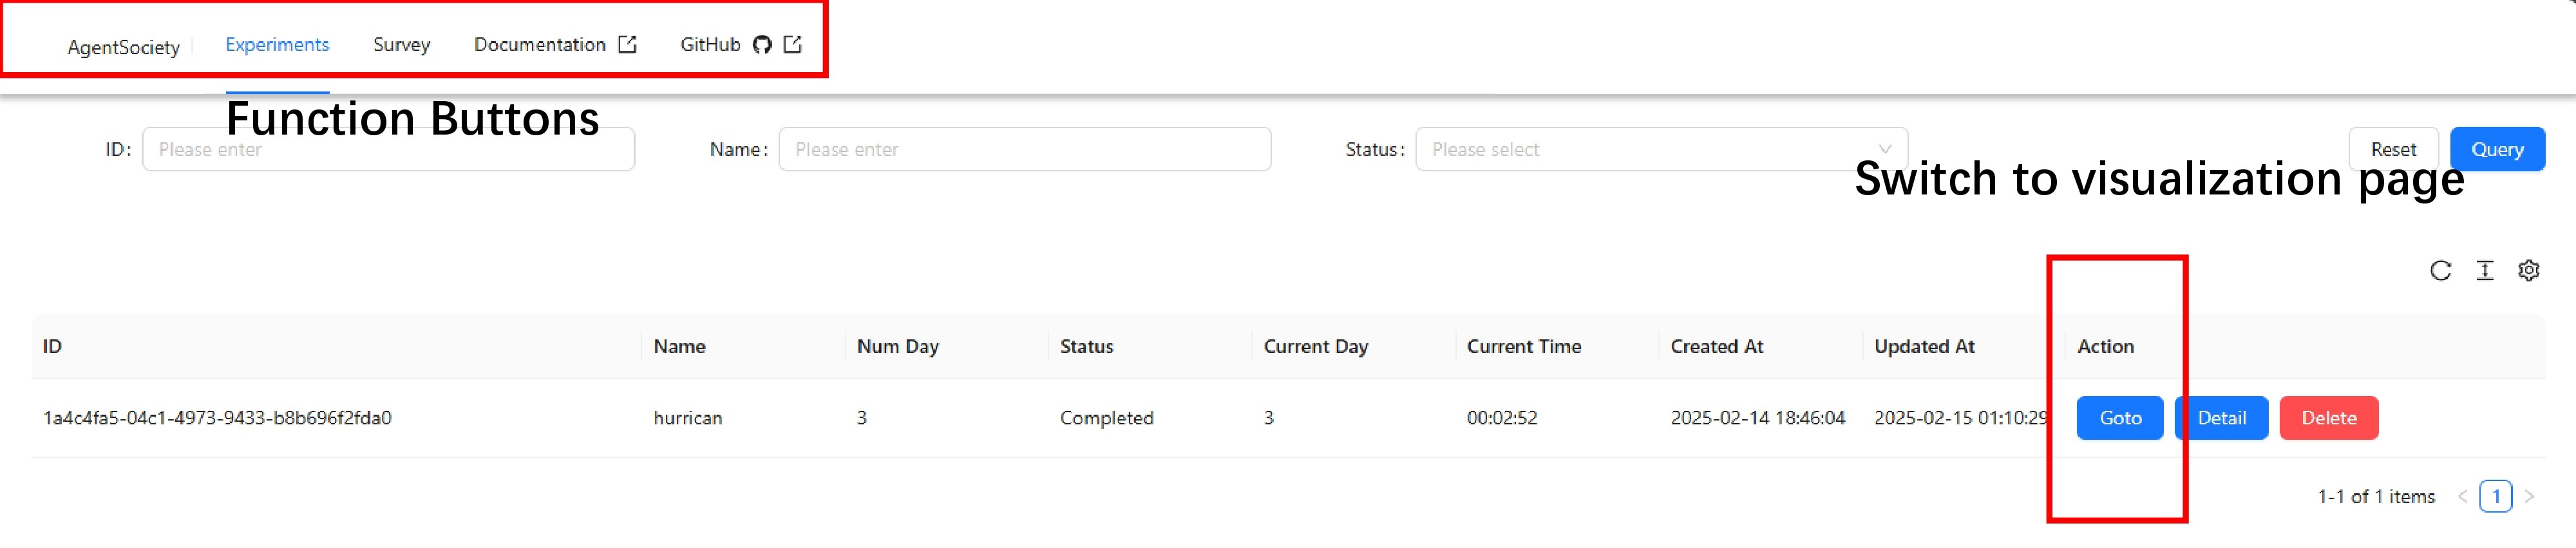 AgentSociety Experiments Survey Documentation GitHub
Function Buttons
ID: Please enter Name: Please enter Status: Please select Reset Query
Switch to visualization page
ID Name Num Day Status Current Day Current Time Created At Updated At Action
1a4c4fa5-04c1-4973-9433-b8b696f2fda0 hurrican 3 Completed 3 00:02:52 2025-02-14 18:46:04 2025-02-15 01:10:29 Goto Detail Delete
1-1 of 1 items < 1 >